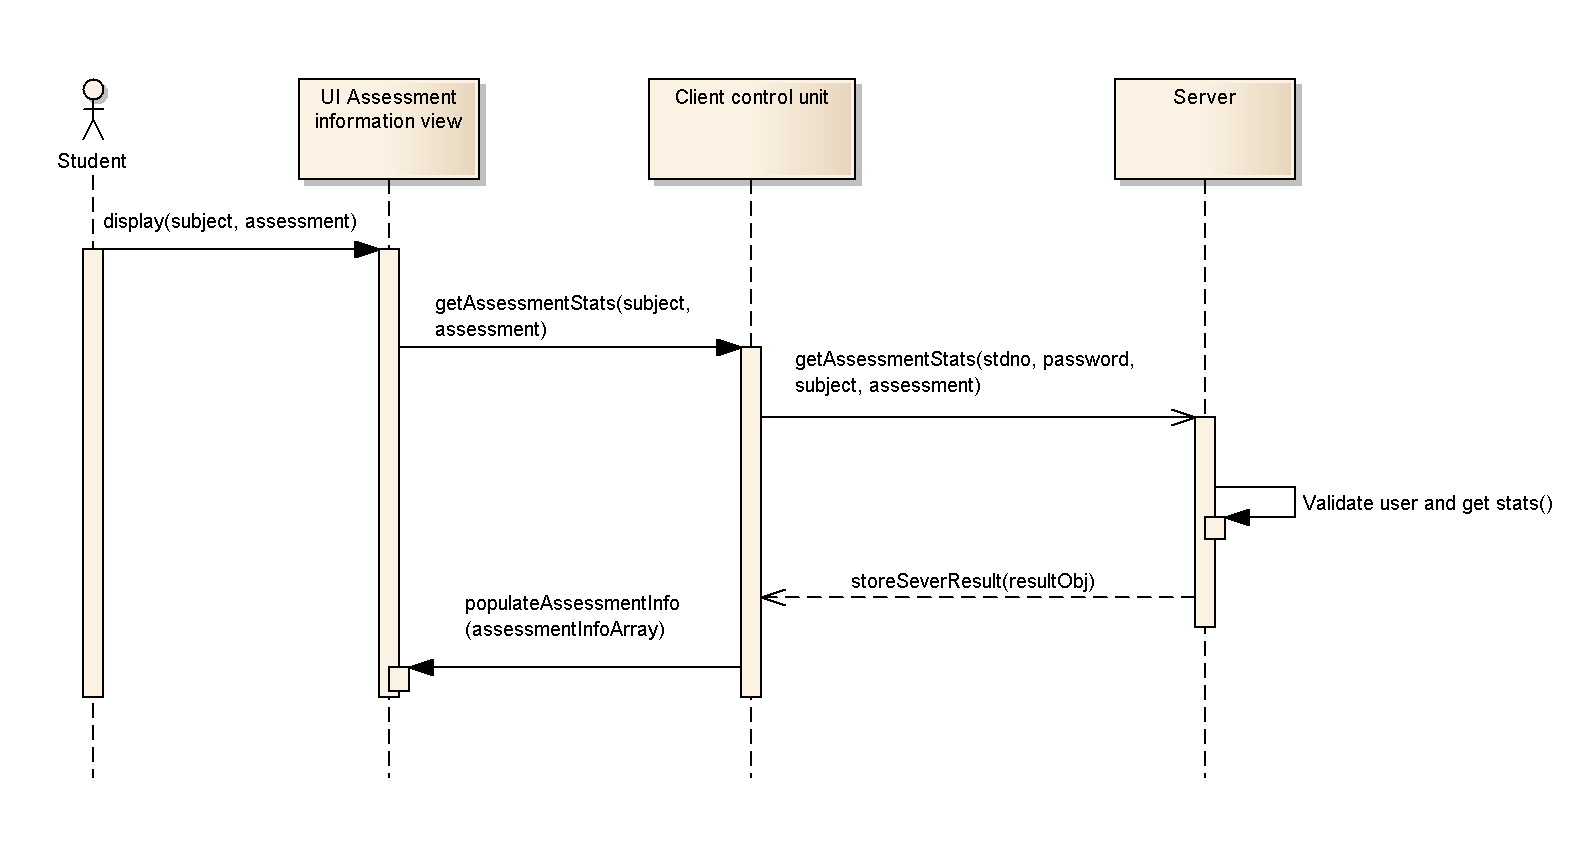 UI Assessment
information view
Client control unit
Server
Student
display(subject, assessment)
getAssessmentStats(subject,
assessment)
getAssessmentStats(stdno, password,
subject, assessment)
Validate user and get stats()
storeSeverResult(resultObj)
populateAssessmentInfo
(assessmentInfoArray)